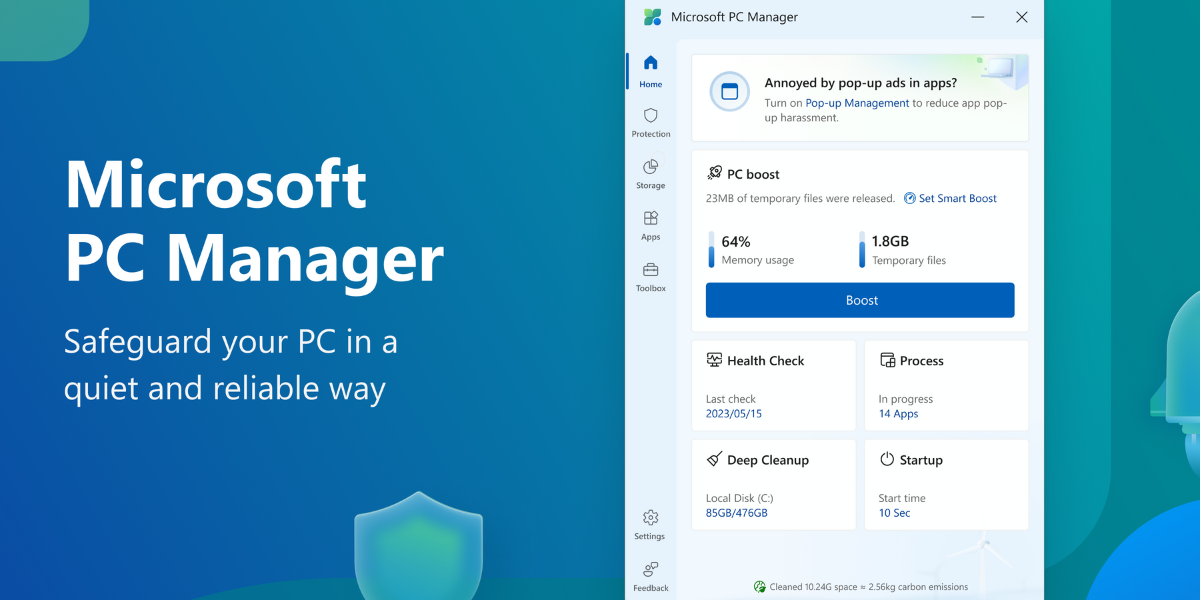 Microsoft
PC Manager
Safeguard your PC in a
quiet and reliable way
Microsoft PC Manager
Home
Protection
Storage
Apps
Toolbox
Settings
Feedback
Annoyed by pop-up ads in apps?
Turn on Pop-up Management to reduce app pop-
up harassment.
PC boost
23MB of temporary files were released. Set Smart Boost
64%
Memory usage
1.8GB
Temporary files
Boost
Health Check
Last check
2023/05/15
Process
In progress
14 Apps
Deep Cleanup
Local Disk (C:)
85GB/476GB
Startup
Start time
10 Sec
Cleaned 10.24G space ≈ 2.56kg carbon emissions